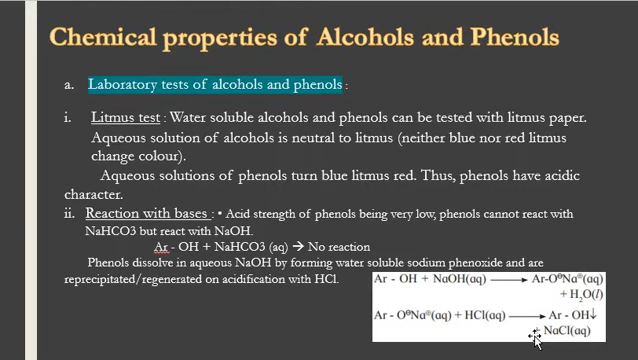 Chemical properties of Alcohols and Phenols
a. Laboratory tests of alcohols and phenols :
i. Litmus test : Water soluble alcohols and phenols can be tested with litmus paper.
Aqueous solution of alcohols is neutral to litmus (neither blue nor red litmus
change colour).
Aqueous solutions of phenols turn blue litmus red. Thus, phenols have acidic
character.
ii. Reaction with bases : • Acid strength of phenols being very low, phenols cannot react with
NaHCO3 but react with NaOH.
Ar - OH + NaHCO3 (aq) → No reaction
Phenols dissolve in aqueous NaOH by forming water soluble sodium phenoxide and are
reprecipitated/regenerated on acidification with HCl.
Ar - OH + NaOH(aq) ⟶ Ar-O⊖Na⊕(aq)
+ H₂O(l)
Ar - O⊖Na⊕(aq) + HCl(aq) ⟶ Ar - OH↓
+ NaCl(aq)